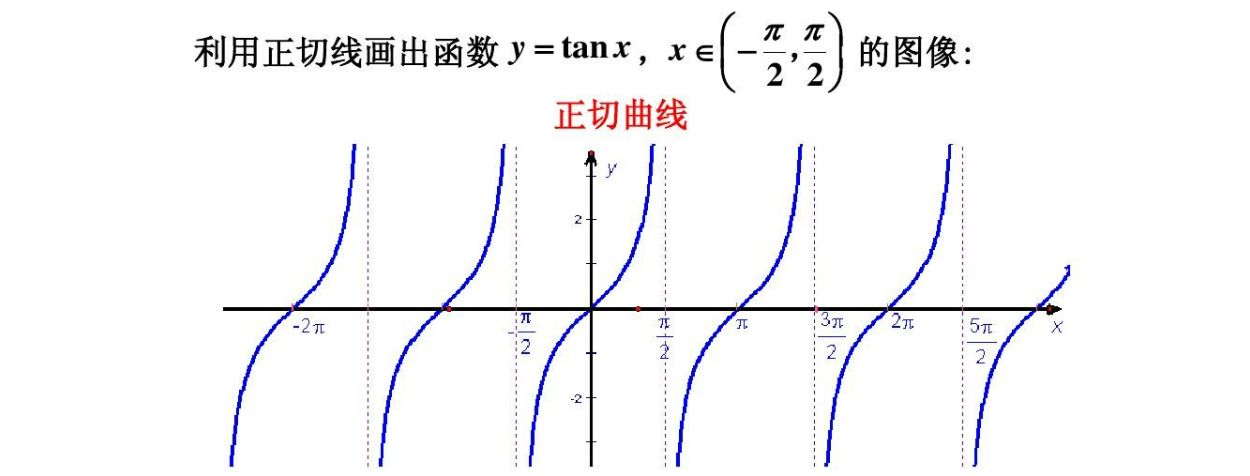 利用正切线画出函数 y = tan x，x ∈ (−π/2, π/2) 的图像：
正切曲线
y
2
-2π
-π/2
π/2
π
3π/2
2π
5π/2
x
-2